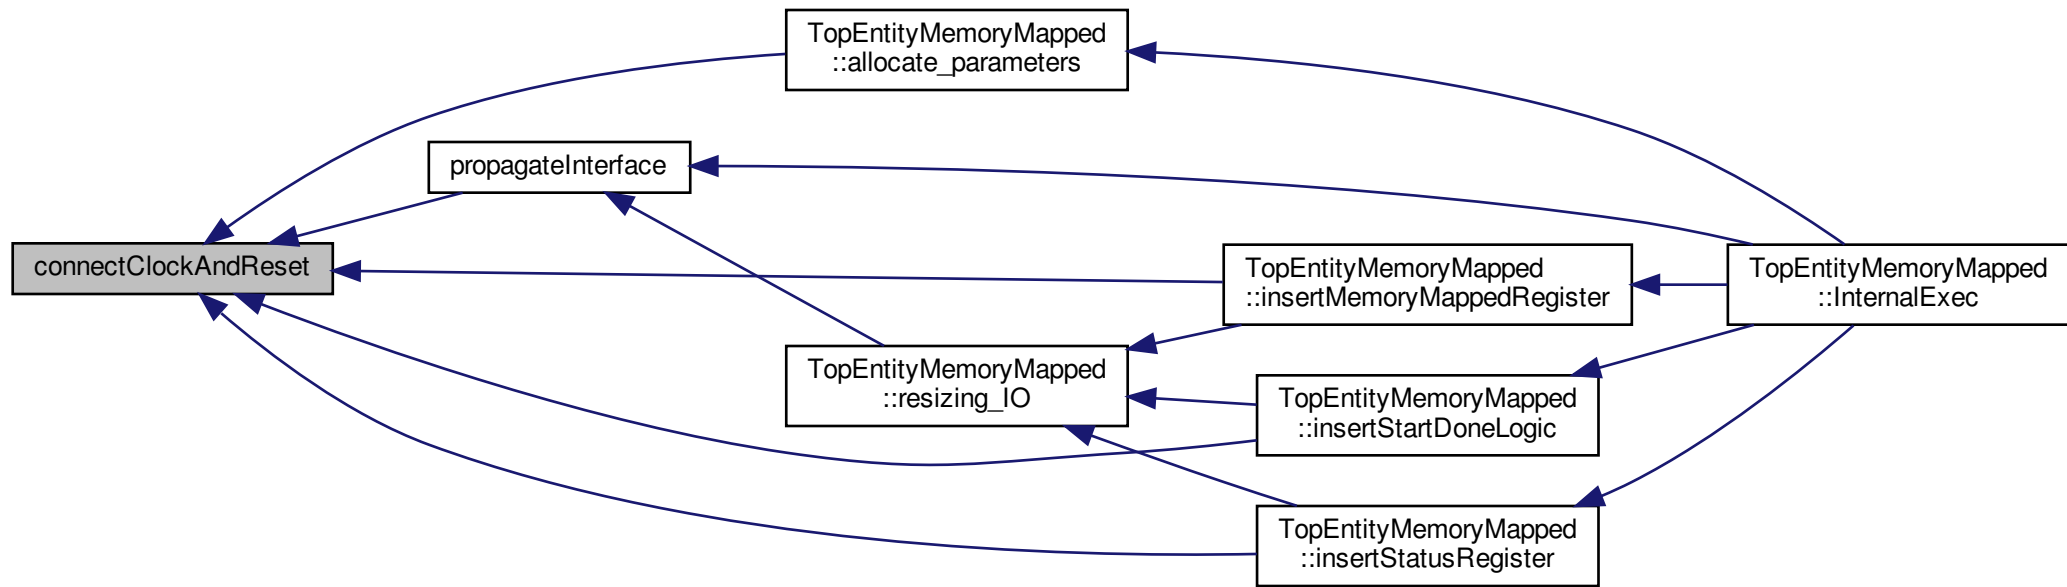 TopEntityMemoryMapped
::allocate_parameters
propagateInterface
connectClockAndReset
TopEntityMemoryMapped
::insertMemoryMappedRegister
TopEntityMemoryMapped
::InternalExec
TopEntityMemoryMapped
::resizing_IO
TopEntityMemoryMapped
::insertStartDoneLogic
TopEntityMemoryMapped
::insertStatusRegister